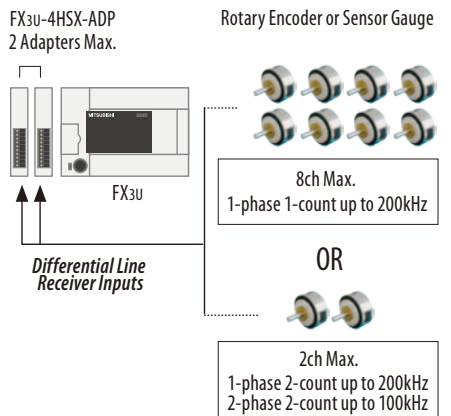 FX3U-4HSX-ADP
2 Adapters Max.
Rotary Encoder or Sensor Gauge
MITSUBISHI
FX3U
8ch Max.
1-phase 1-count up to 200kHz
Differential Line
Receiver Inputs
OR
2ch Max.
1-phase 2-count up to 200kHz
2-phase 2-count up to 100kHz